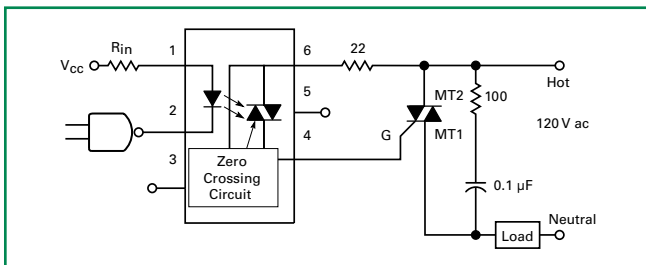 Rin
VCC
1
2
3
6
5
4
22
Zero
Crossing
Circuit
G
MT2
MT1
100
0.1 µF
Hot
120 V ac
Neutral
Load